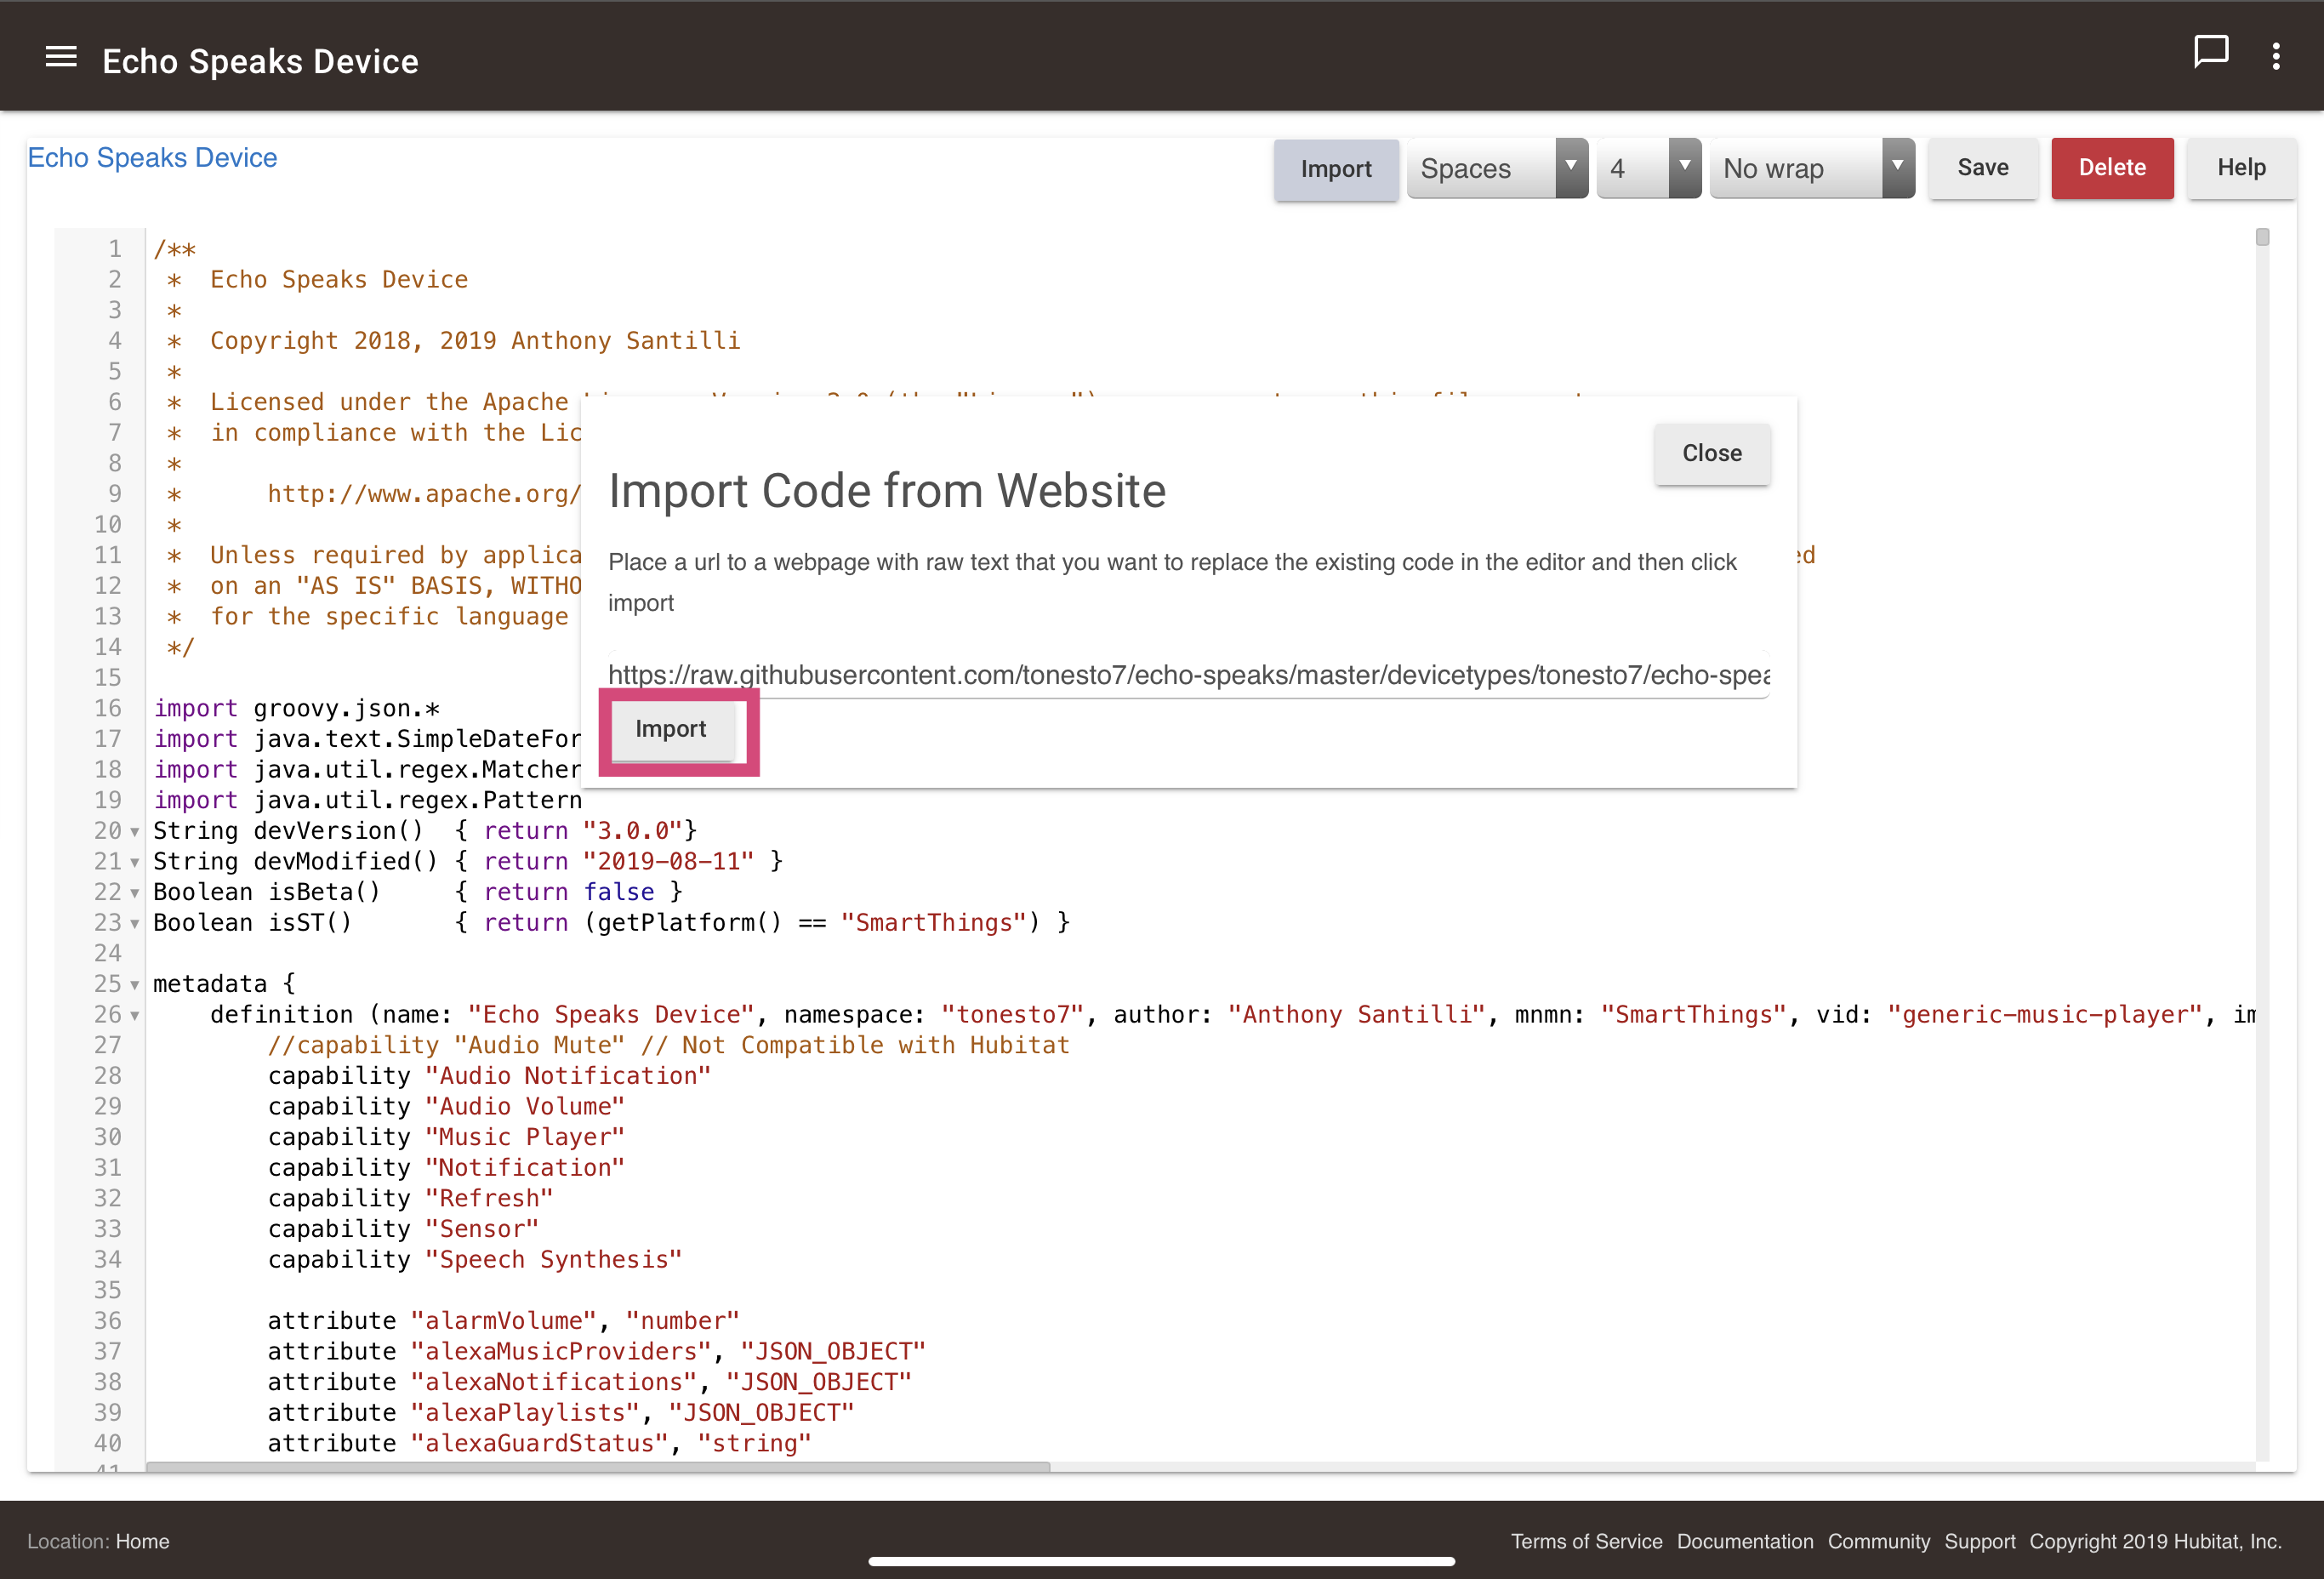 Echo Speaks Device
Echo Speaks Device
Import Spaces 4 No wrap Save Delete Help
1 /**
2 *  Echo Speaks Device
3 *
4 *  Copyright 2018, 2019 Anthony Santilli
5 *
6 *  Licensed under the Apache
7 *  in compliance with the Lic
8 *
9 *      http://www.apache.org/
10 *
11 *  Unless required by applica ed
12 *  on an "AS IS" BASIS, WITHO
13 *  for the specific language
14 */
15
16 import groovy.json.*
17 import java.text.SimpleDateFor
18 import java.util.regex.Matcher
19 import java.util.regex.Pattern
20 String devVersion()  { return "3.0.0"}
21 String devModified() { return "2019-08-11" }
22 Boolean isBeta()     { return false }
23 Boolean isST()       { return (getPlatform() == "SmartThings") }
24
25 metadata {
26     definition (name: "Echo Speaks Device", namespace: "tonesto7", author: "Anthony Santilli", mnmn: "SmartThings", vid: "generic-music-player", im
27         //capability "Audio Mute" // Not Compatible with Hubitat
28         capability "Audio Notification"
29         capability "Audio Volume"
30         capability "Music Player"
31         capability "Notification"
32         capability "Refresh"
33         capability "Sensor"
34         capability "Speech Synthesis"
35
36         attribute "alarmVolume", "number"
37         attribute "alexaMusicProviders", "JSON_OBJECT"
38         attribute "alexaNotifications", "JSON_OBJECT"
39         attribute "alexaPlaylists", "JSON_OBJECT"
40         attribute "alexaGuardStatus", "string"
41
Close
Import Code from Website
Place a url to a webpage with raw text that you want to replace the existing code in the editor and then click
import
https://raw.githubusercontent.com/tonesto7/echo-speaks/master/devicetypes/tonesto7/echo-spea
Import
Location: Home
Terms of Service Documentation Community Support Copyright 2019 Hubitat, Inc.